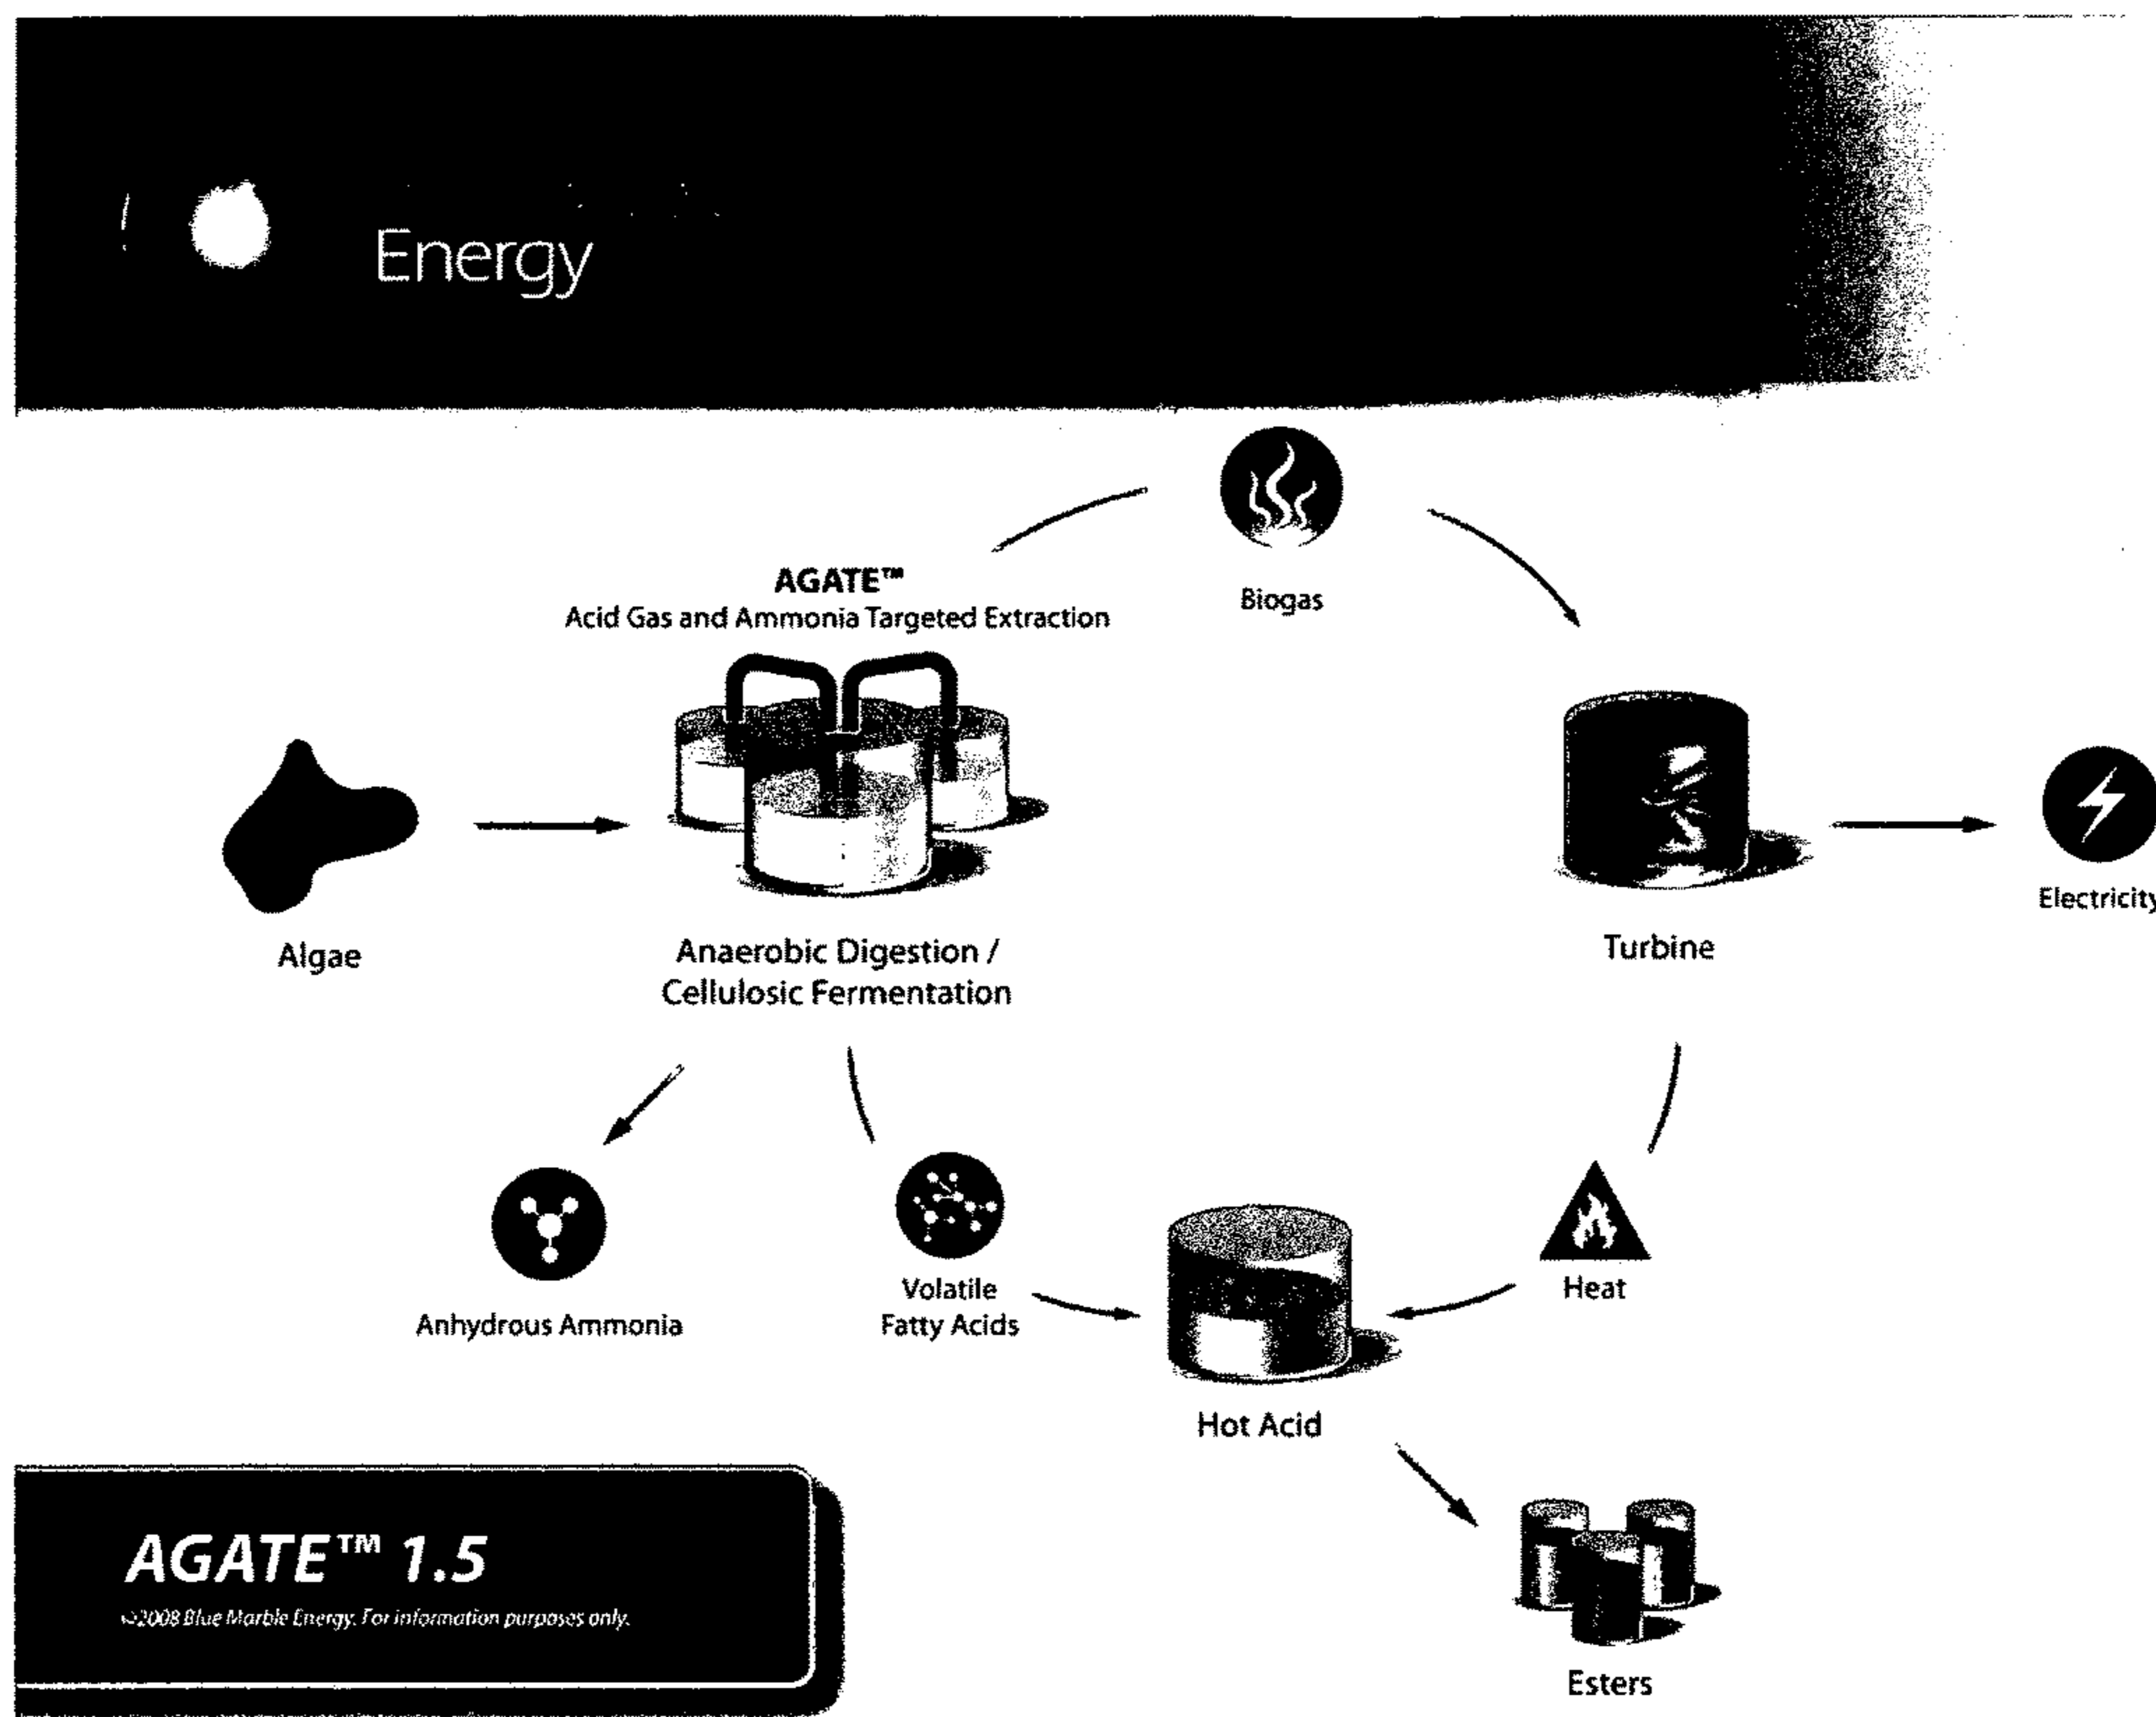 Energy
Biogas
AGATE™
Acid Gas and Ammonia Targeted Extraction
Algae
Anaerobic Digestion /
Cellulosic Fermentation
Turbine
Electricity
Anhydrous Ammonia
Volatile
Fatty Acids
Heat
Hot Acid
Esters
AGATE™ 1.5
©2008 Blue Marble Energy. For information purposes only.